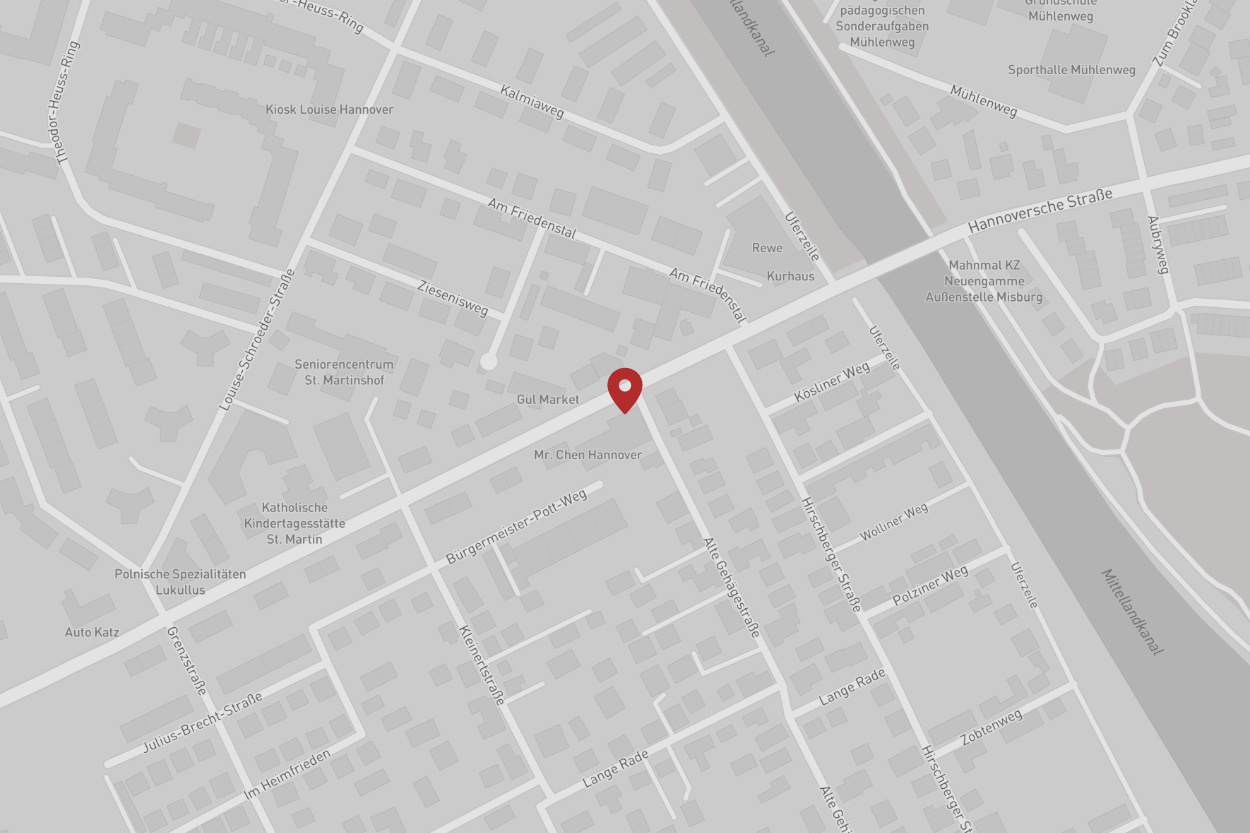 Theodor-Heuss-Ring
Mittellandkanal
pädagogischen
Sonderaufgaben
Mühlenweg
Grundschule
Mühlenweg
Zum Brookla
Theodor-Heuss-Ring
Kiosk Louise Hannover
Kalmiaweg
Sporthalle Mühlenweg
Mühlenweg
Hannoversche Straße
Am Friedenstal
Uferzeile
Rewe
Kurhaus
Aubryweg
Mahnmal KZ
Neuengamme
Außenstelle Misburg
Am Friedenstal
Ziesenisweg
Louise-Schroeder-Straße
Uferzeile
Seniorencentrum
St. Martinshof
Kösliner Weg
Gul Market
Mr. Chen Hannover
Katholische
Kindertagesstätte
St. Martin
Bürgermeister-Pott-Weg
Wolliner Weg
Hirschberger Straße
Alte Gehägestraße
Polnische Spezialitäten
Lukullus
Polziner Weg
Uferzeile
Mittellandkanal
Auto Katz
Grenzstraße
Kleinertstraße
Lange Rade
Julius-Brecht-Straße
Zobtenweg
Im Heimfrieden
Lange Rade
Hirschberger St
Alte Geh